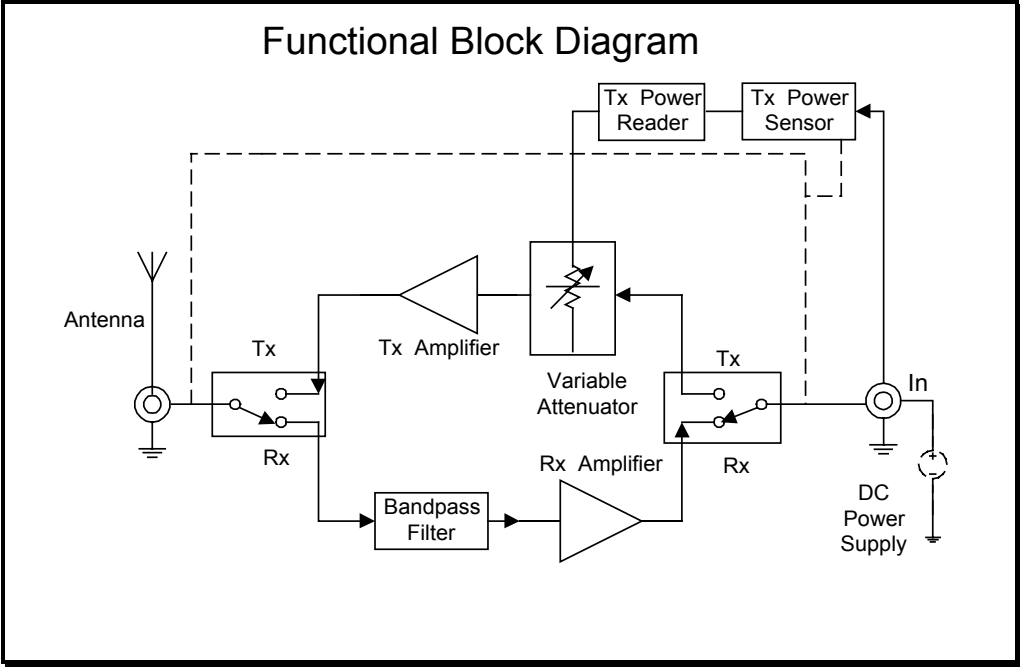 Functional Block Diagram
Tx Power
Reader
Tx Power
Sensor
Antenna
Tx
Tx Amplifier
Variable
Attenuator
Tx
In
Rx
Rx Amplifier
Rx
Bandpass
Filter
DC
Power
Supply